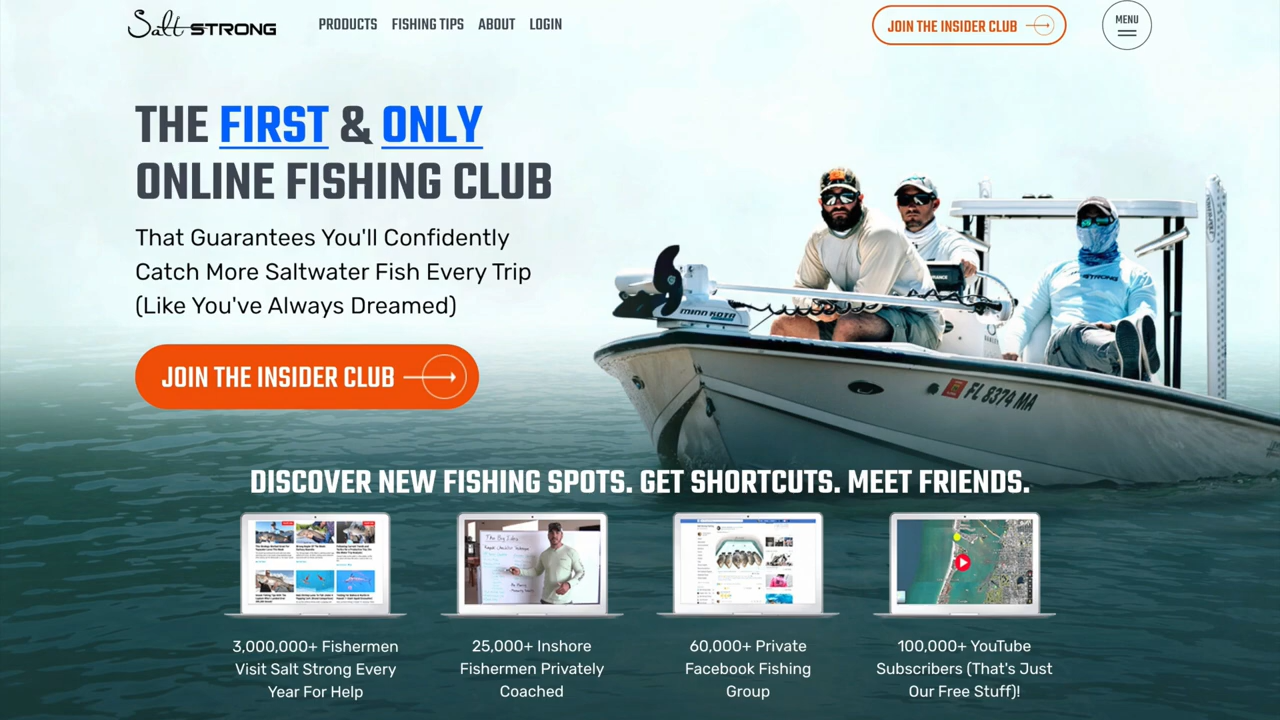 Salt STRONG
PRODUCTS FISHING TIPS ABOUT LOGIN
JOIN THE INSIDER CLUB
MENU
THE FIRST & ONLY
ONLINE FISHING CLUB
That Guarantees You'll Confidently
Catch More Saltwater Fish Every Trip
(Like You've Always Dreamed)
JOIN THE INSIDER CLUB
MINN KOTA
STRONG
FL 8374 MA
DISCOVER NEW FISHING SPOTS. GET SHORTCUTS. MEET FRIENDS.
The Big Idea
3,000,000+ Fishermen
Visit Salt Strong Every
Year For Help
25,000+ Inshore
Fishermen Privately
Coached
60,000+ Private
Facebook Fishing
Group
100,000+ YouTube
Subscribers (That's Just
Our Free Stuff)!